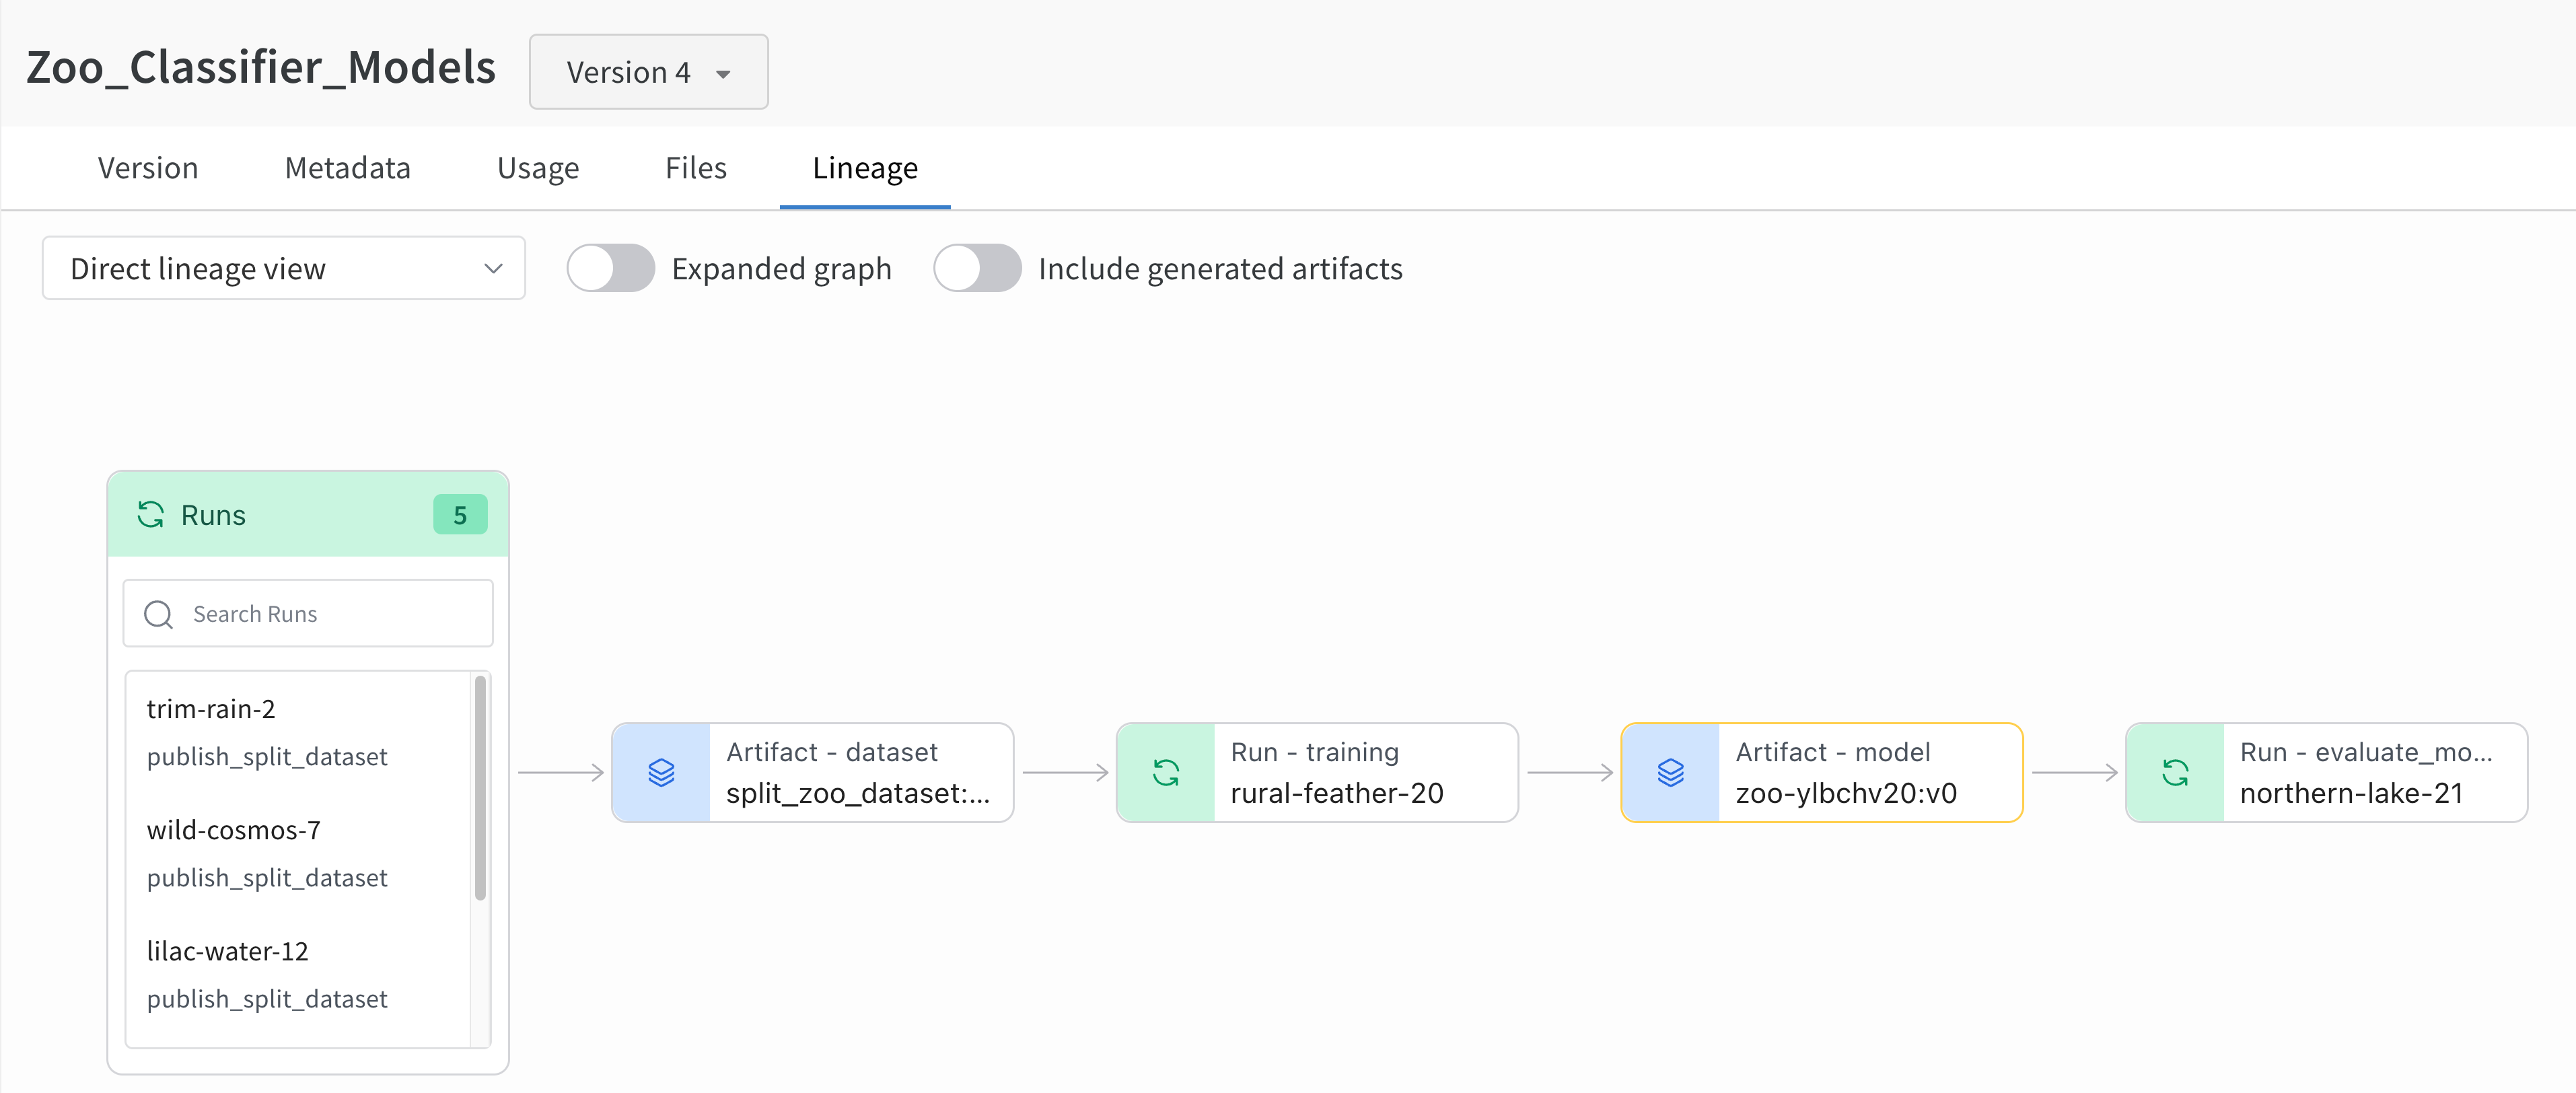 Zoo_Classifier_Models
Version 4
Version Metadata Usage Files Lineage
Direct lineage view
Expanded graph
Include generated artifacts
Runs 5
Search Runs
trim-rain-2
publish_split_dataset
wild-cosmos-7
publish_split_dataset
lilac-water-12
publish_split_dataset
Artifact - dataset
split_zoo_dataset:...
Run - training
rural-feather-20
Artifact - model
zoo-ylbchv20:v0
Run - evaluate_mo...
northern-lake-21